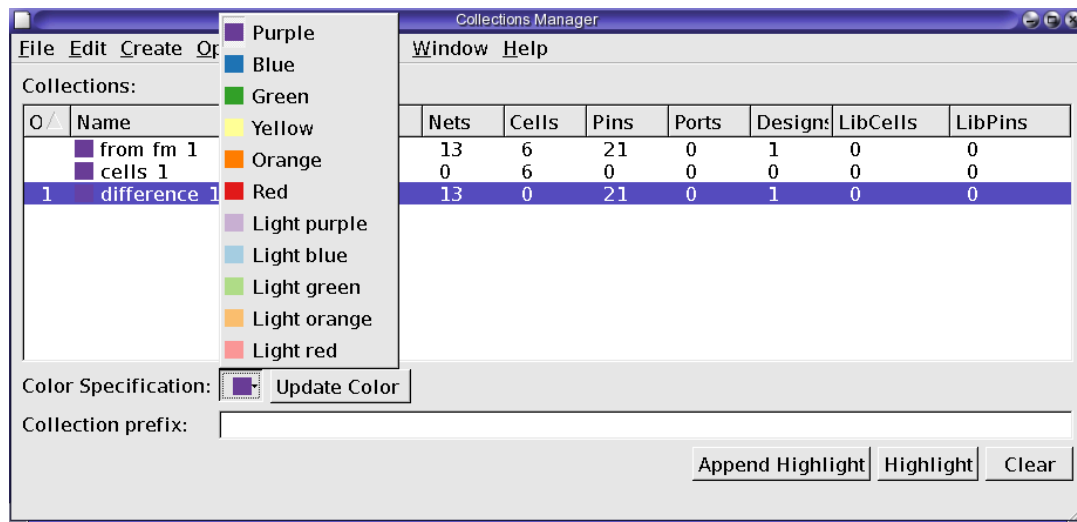 Collections Manager
File Edit Create Op Window Help
Collections:
O Name Nets Cells Pins Ports Designs LibCells LibPins
from fm 1 13 6 21 0 1 0 0
cells 1 0 6 0 0 0 0 0
1 difference 1 13 0 21 0 1 0 0
Purple
Blue
Green
Yellow
Orange
Red
Light purple
Light blue
Light green
Light orange
Light red
Color Specification: Update Color
Collection prefix:
Append Highlight Highlight Clear